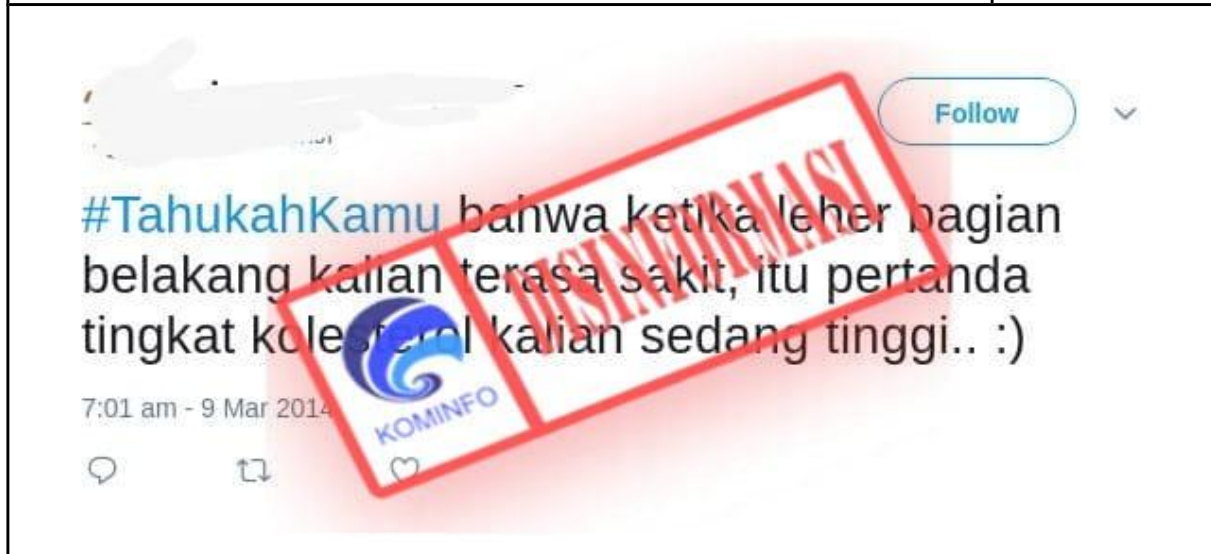 Follow
#TahukahKamu bahwa ketika leher bagian
belakang kalian terasa sakit, itu pertanda
tingkat kolesterol kalian sedang tinggi.. :)
7:01 am - 9 Mar 2014
KOMINFO
DISINFORMASI